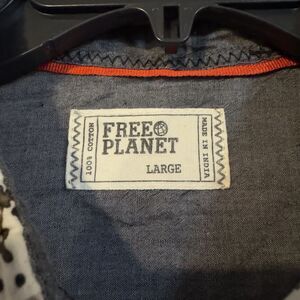 100% COTTON
FREE
PLANET
LARGE
MADE IN INDIA